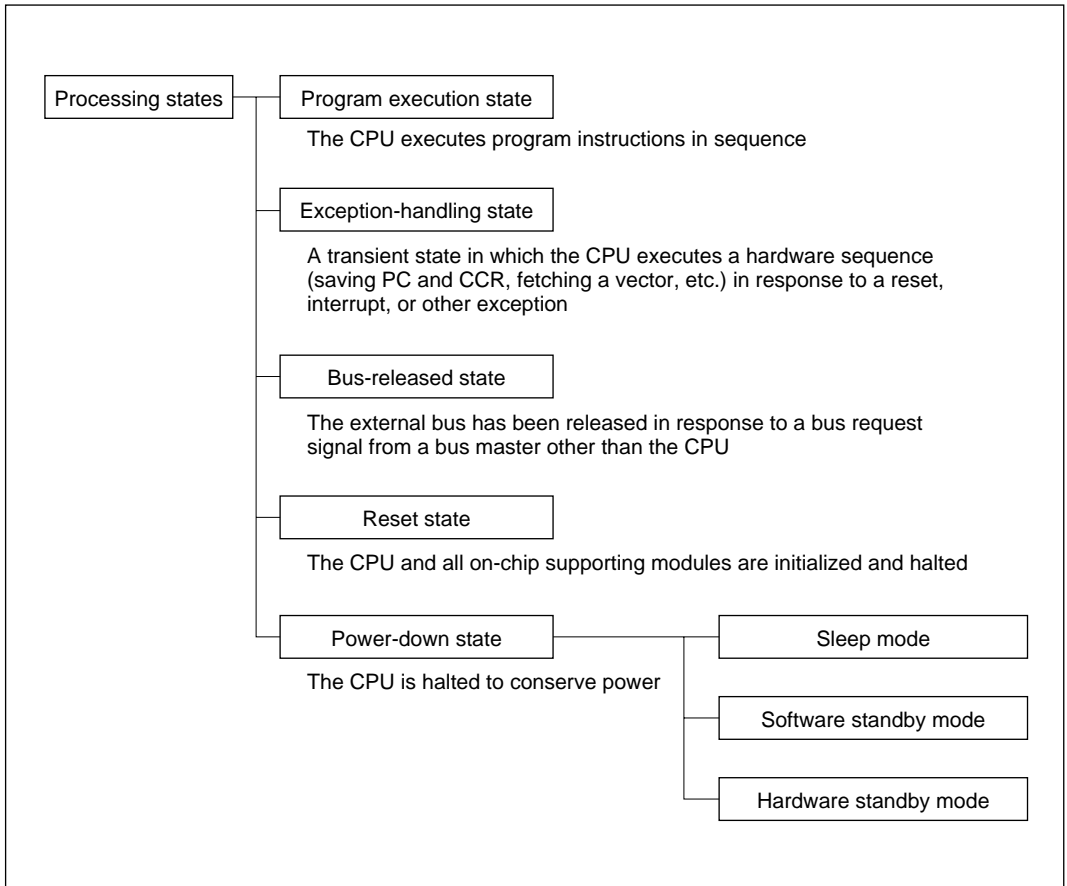 Processing states
Program execution state
The CPU executes program instructions in sequence
Exception-handling state
A transient state in which the CPU executes a hardware sequence
(saving PC and CCR, fetching a vector, etc.) in response to a reset,
interrupt, or other exception
Bus-released state
The external bus has been released in response to a bus request
signal from a bus master other than the CPU
Reset state
The CPU and all on-chip supporting modules are initialized and halted
Power-down state
The CPU is halted to conserve power
Sleep mode
Software standby mode
Hardware standby mode